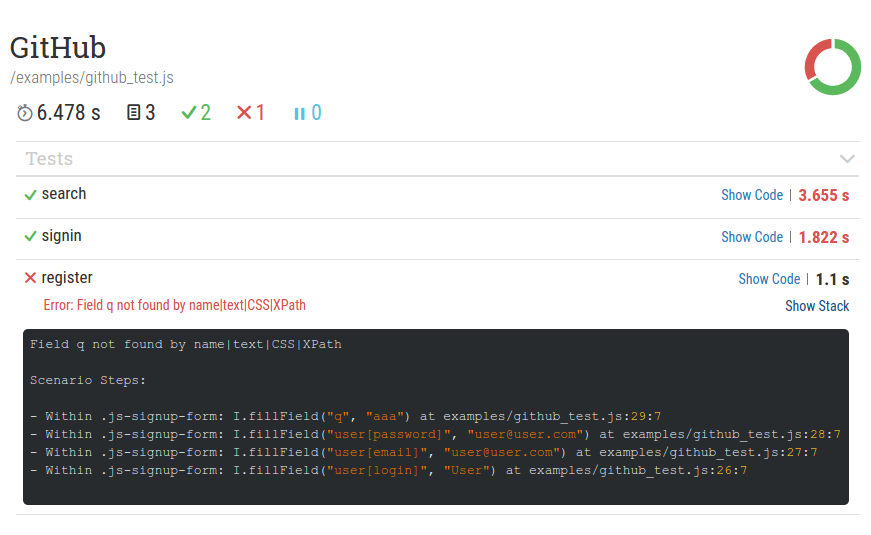 GitHub
/examples/github_test.js
6.478 s 3 2 1 0
Tests
search Show Code | 3.655 s
signin Show Code | 1.822 s
register Show Code | 1.1 s
Error: Field q not found by name|text|CSS|XPath Show Stack
Field q not found by name|text|CSS|XPath
Scenario Steps:
- Within .js-signup-form: I.fillField("q", "aaa") at examples/github_test.js:29:7
- Within .js-signup-form: I.fillField("user[password]", "user@user.com") at examples/github_test.js:28:7
- Within .js-signup-form: I.fillField("user[email]", "user@user.com") at examples/github_test.js:27:7
- Within .js-signup-form: I.fillField("user[login]", "User") at examples/github_test.js:26:7